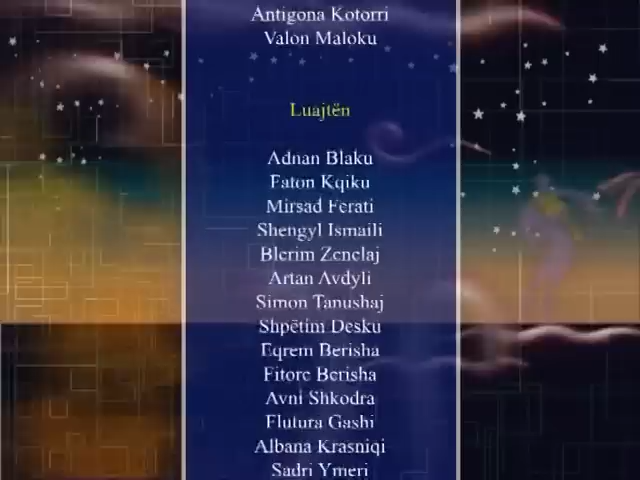 Antigona Kotorri
Valon Maloku
Luajtën
Adnan Blaku
Faton Kqiku
Mirsad Ferati
Shengyl Ismaili
Blerim Zenelaj
Artan Avdyli
Simon Tanushaj
Shpëtim Desku
Eqrem Berisha
Fitore Berisha
Avni Shkodra
Flutura Gashi
Albana Krasniqi
Sadri Ymeri